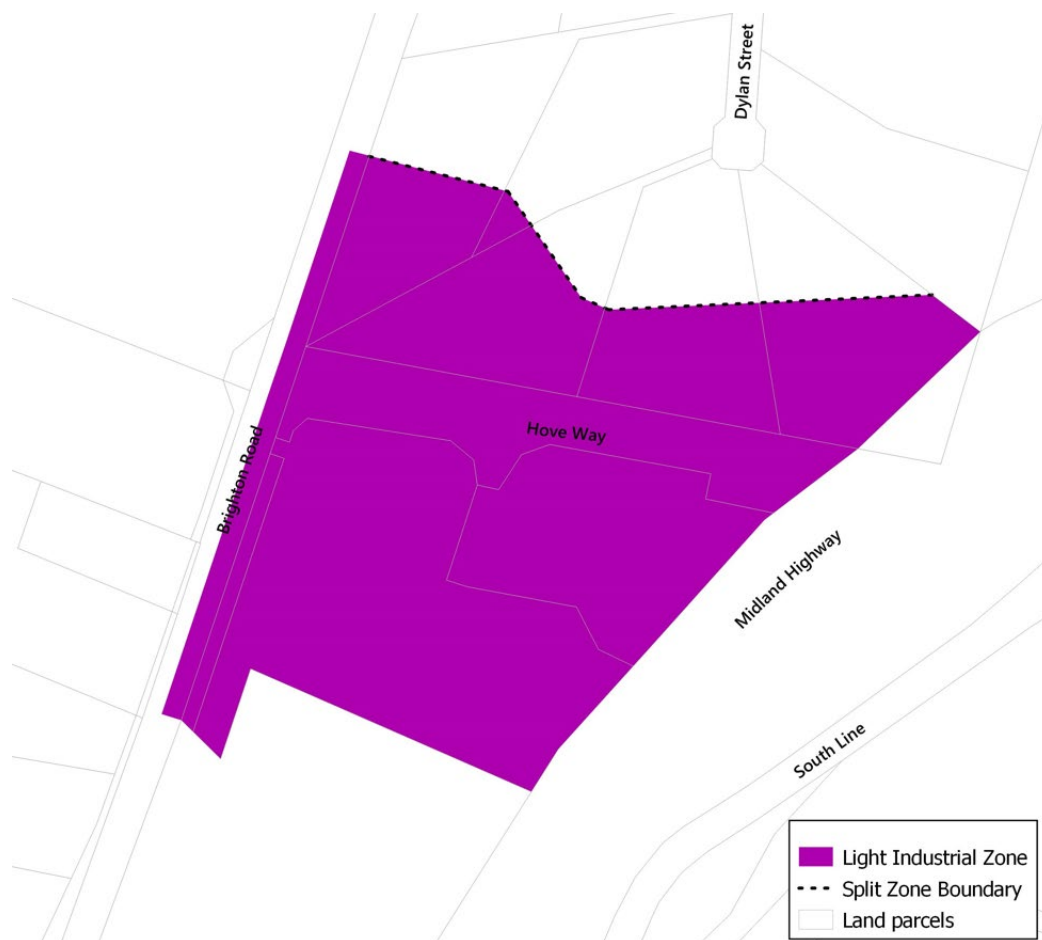 Dylan Street
Hove Way
Brighton Road
Midland Highway
South Line
Light Industrial Zone
Split Zone Boundary
Land parcels